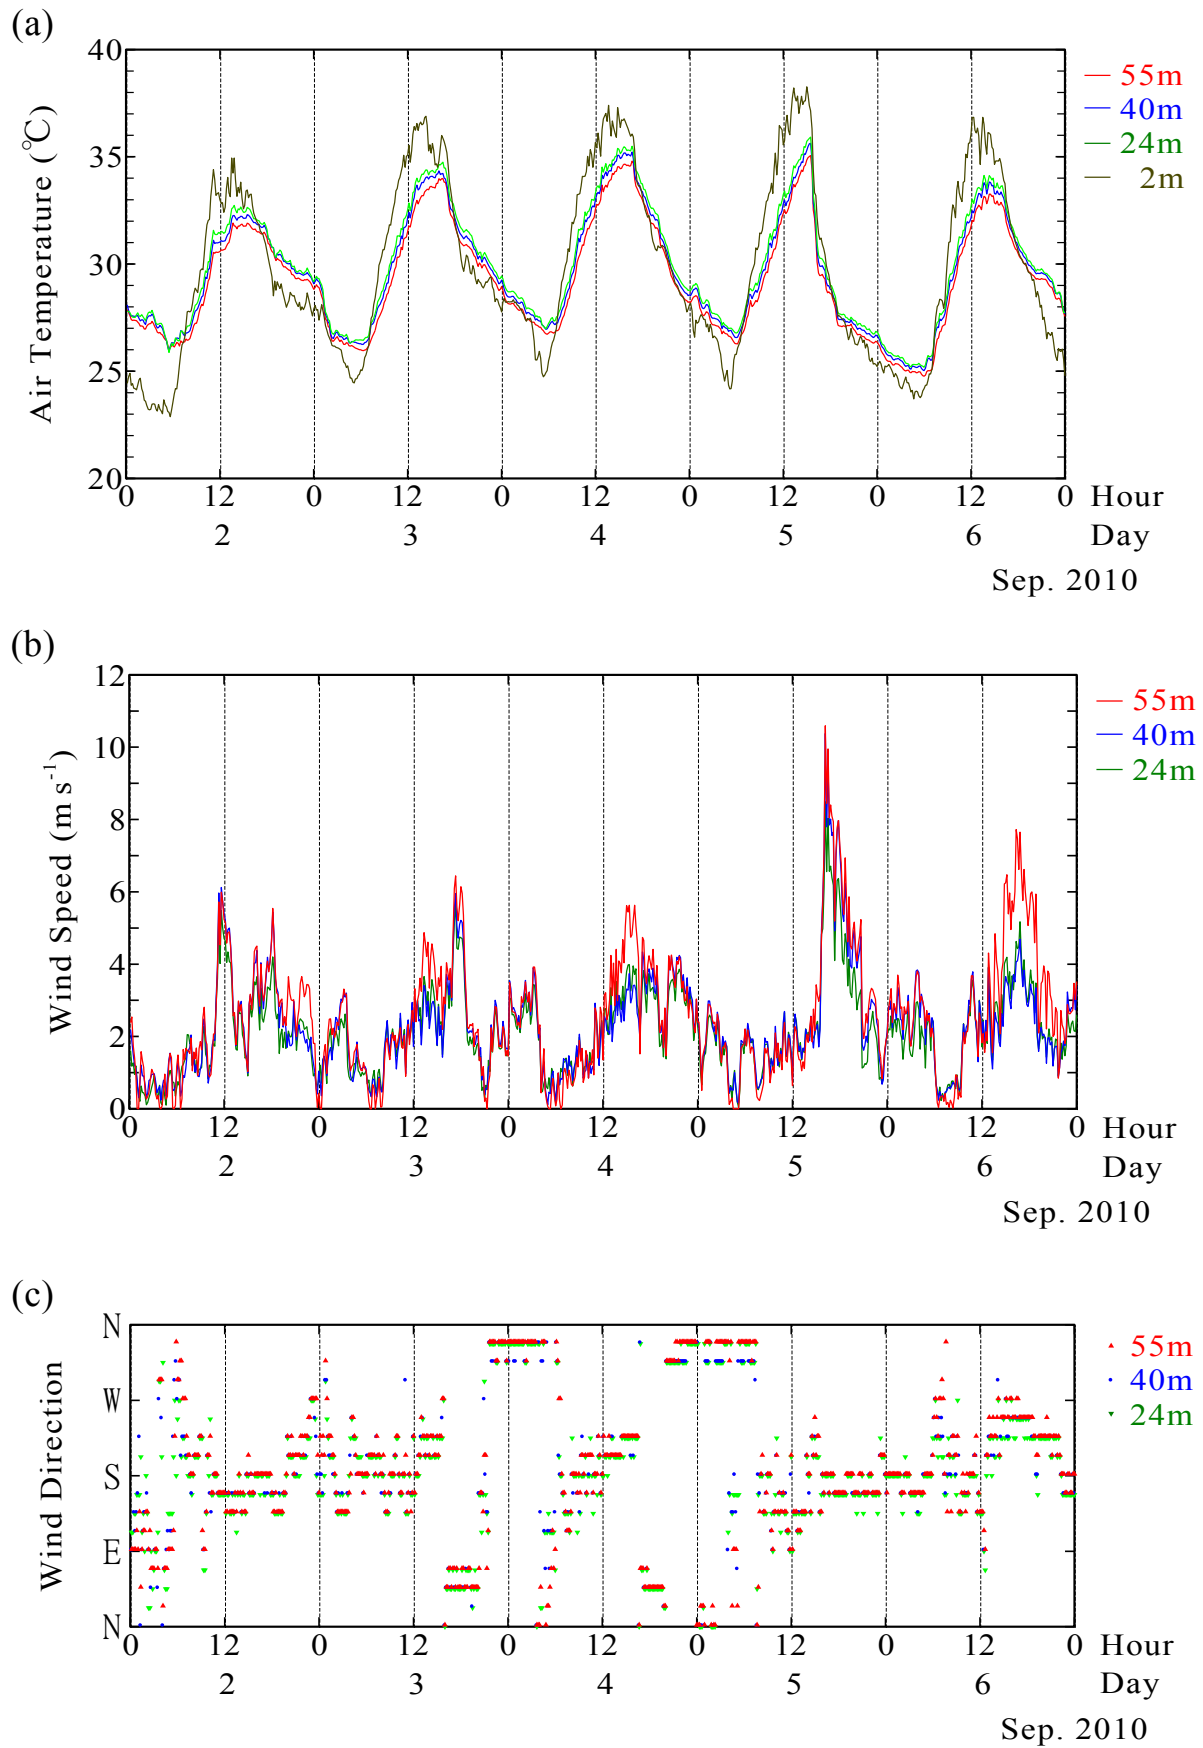 (a)
Air Temperature (℃)
40
35
30
25
20
55m
40m
24m
2m
0 12 0 12 0 12 0 12 0 12 0 Hour
2 3 4 5 6 Day
Sep. 2010
(b)
Wind Speed (m s⁻¹)
12
10
8
6
4
2
0
55m
40m
24m
0 12 0 12 0 12 0 12 0 12 0 Hour
2 3 4 5 6 Day
Sep. 2010
(c)
Wind Direction
N
W
S
E
N
55m
40m
24m
0 12 0 12 0 12 0 12 0 12 0 Hour
2 3 4 5 6 Day
Sep. 2010